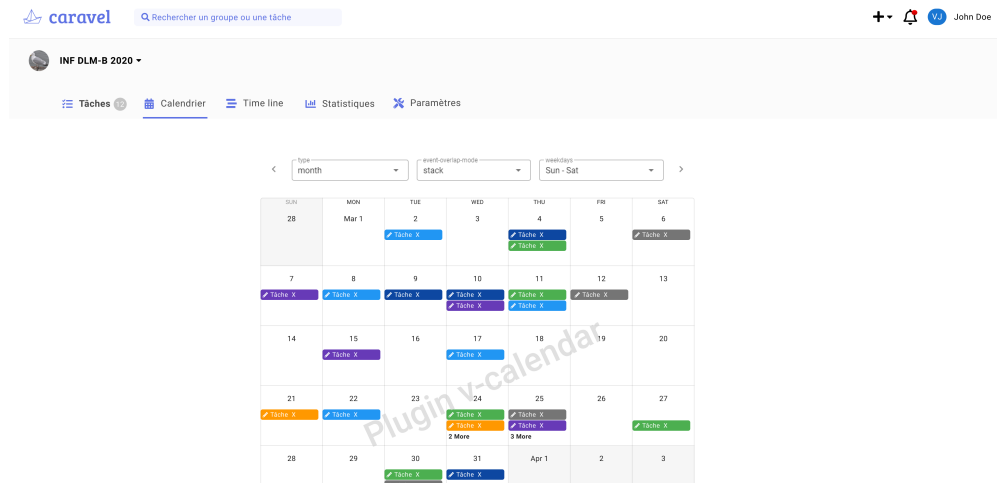 caravel
Rechercher un groupe ou une tâche
VJ John Doe
INF DLM-B 2020
Tâches 12 Calendrier Time line Statistiques Paramètres
type event-overlap-mode weekdays
month stack Sun - Sat
SUN MON TUE WED THU FRI SAT
28 Mar 1 2 3 4 5 6
Tâche X Tâche X Tâche X
Tâche X
7 8 9 10 11 12 13
Tâche X Tâche X Tâche X Tâche X Tâche X Tâche X
Tâche X Tâche X
14 15 16 17 18 19 20
Tâche X Tâche X
Plugin v-calendar
21 22 23 24 25 26 27
Tâche X Tâche X Tâche X Tâche X
Tâche X Tâche X Tâche X
2 More 3 More
28 29 30 31 Apr 1 2 3
Tâche X Tâche X